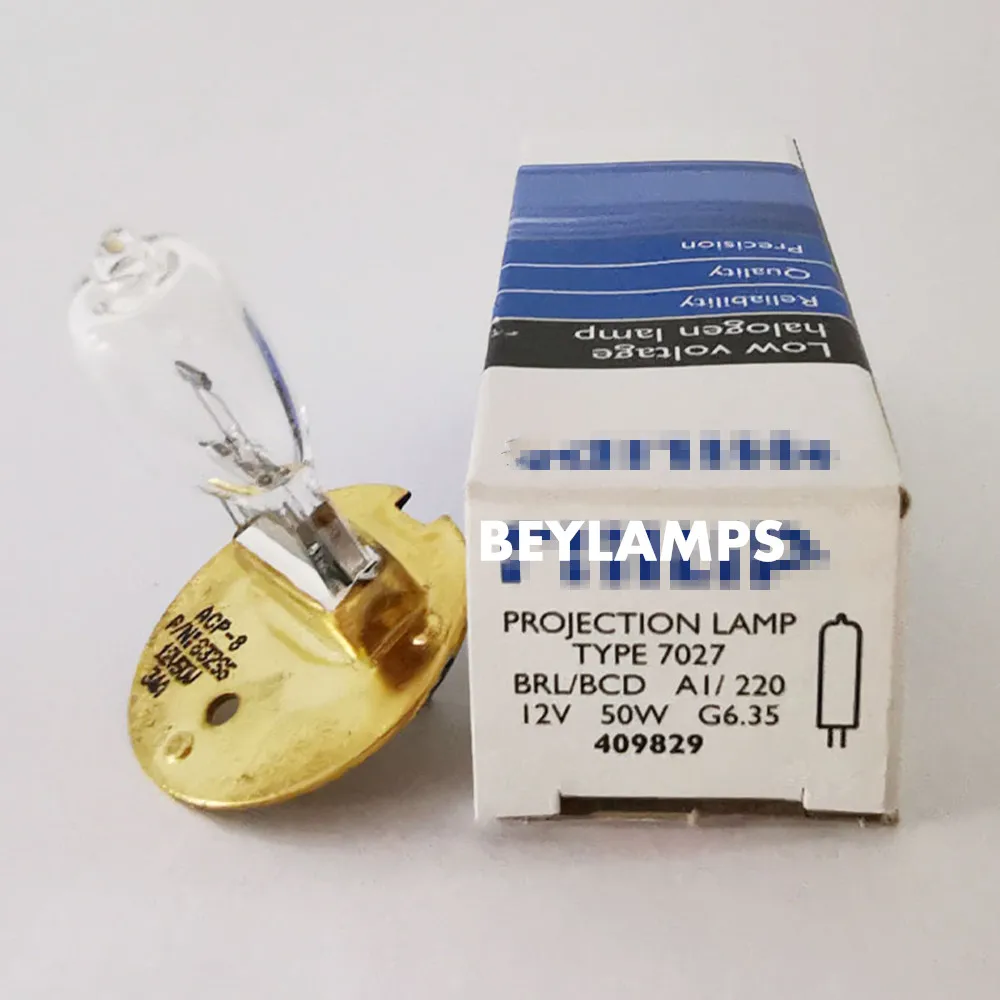 Precision
Quality
Reliability
Low voltage
halogen lamp
BEYLAMPS
PROJECTION LAMP
TYPE 7027
BRL/BCD A1/ 220
12V 50W G6.35
409829
ACP-8
12V50W